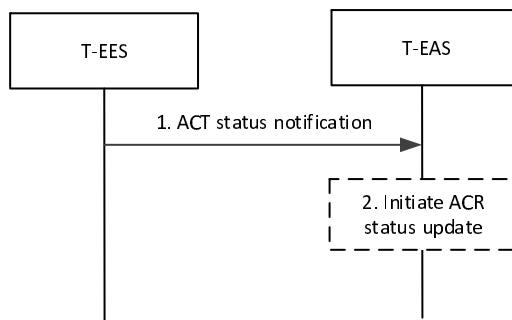 T-EES
T-EAS
1. ACT status notification
2. Initiate ACR
status update